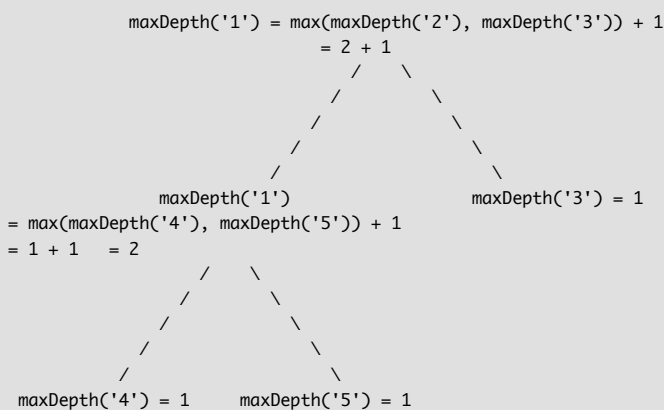 maxDepth('1') = max(maxDepth('2'), maxDepth('3')) + 1
= 2 + 1
/ \
/ \
/ \
/ \
/ \
maxDepth('1') maxDepth('3') = 1
= max(maxDepth('4'), maxDepth('5')) + 1
= 1 + 1 = 2
/ \
/ \
/ \
/ \
/ \
maxDepth('4') = 1 maxDepth('5') = 1